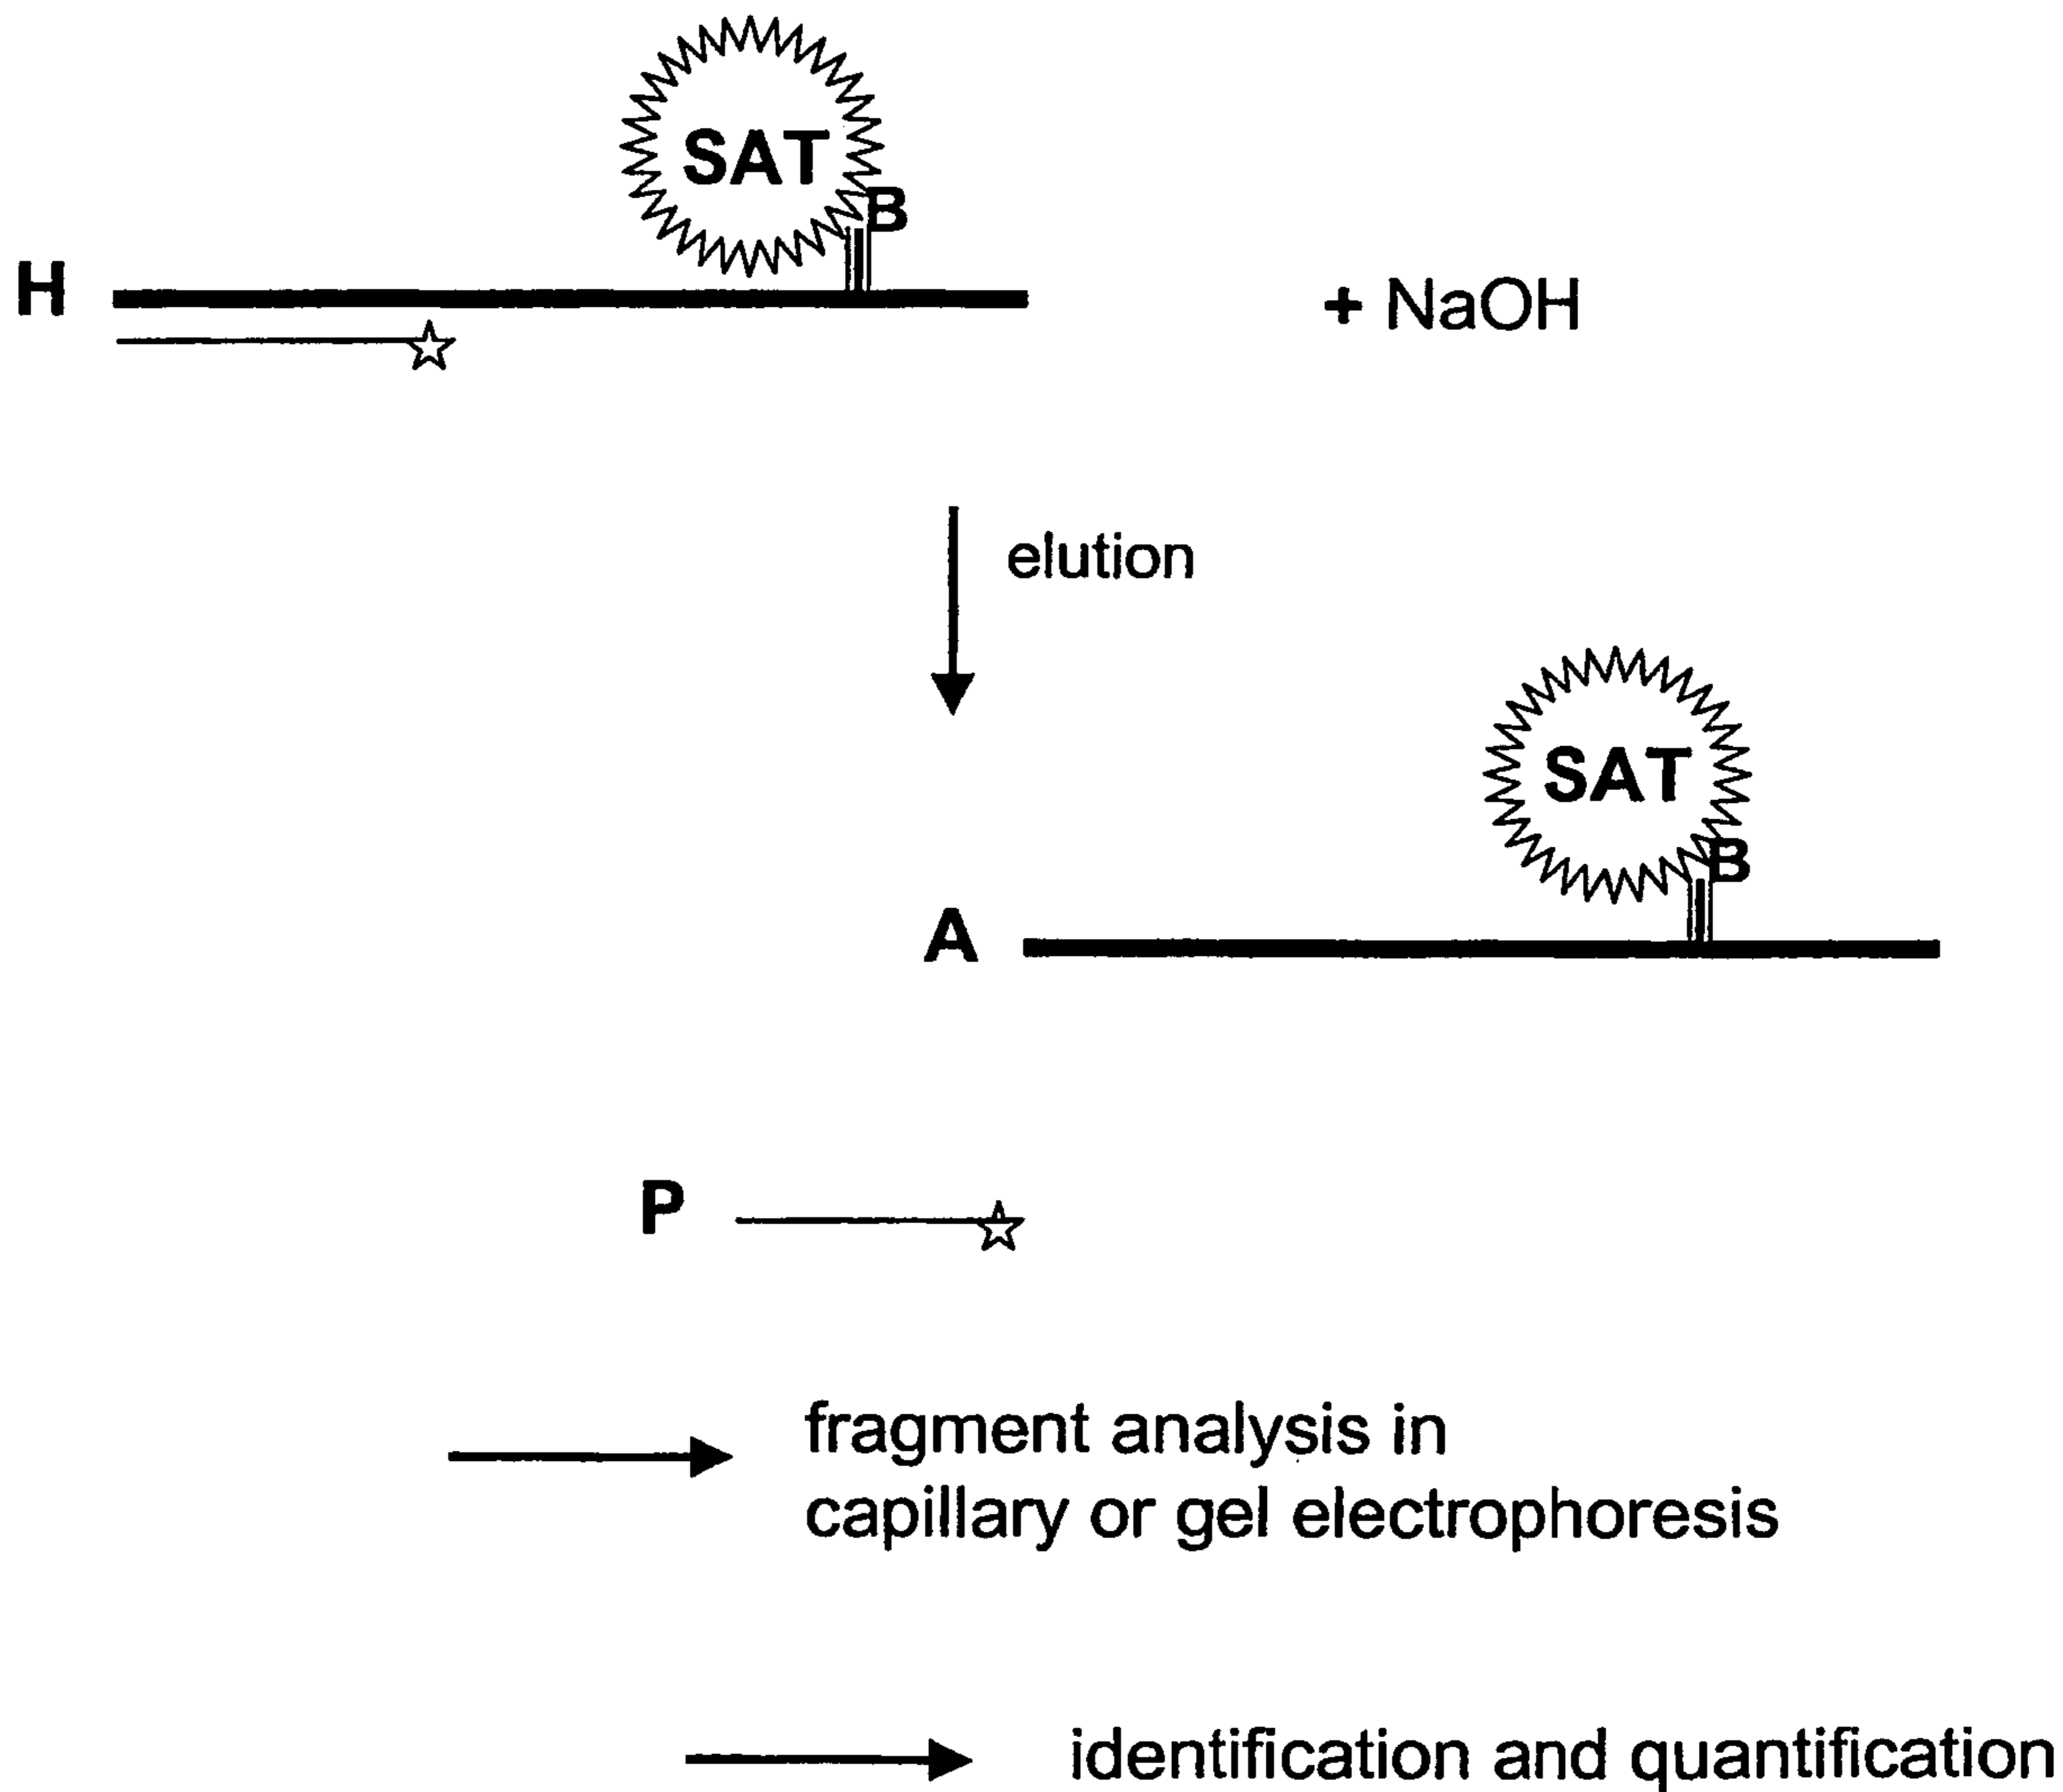 SAT
B
H
+ NaOH
elution
SAT
B
A
P
fragment analysis in
capillary or gel electrophoresis
identification and quantification